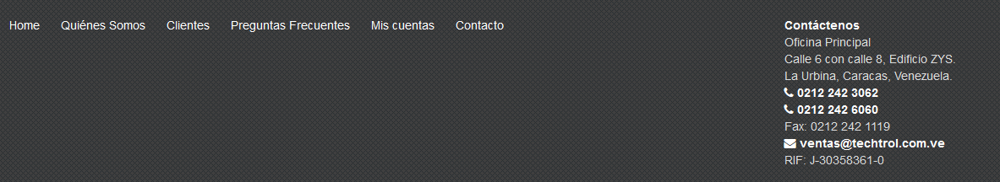 Home Quiénes Somos Clientes Preguntas Frecuentes Mis cuentas Contacto
Contáctenos
Oficina Principal
Calle 6 con calle 8, Edificio ZYS.
La Urbina, Caracas, Venezuela.
0212 242 3062
0212 242 6060
Fax: 0212 242 1119
ventas@techtrol.com.ve
RIF: J-30358361-0